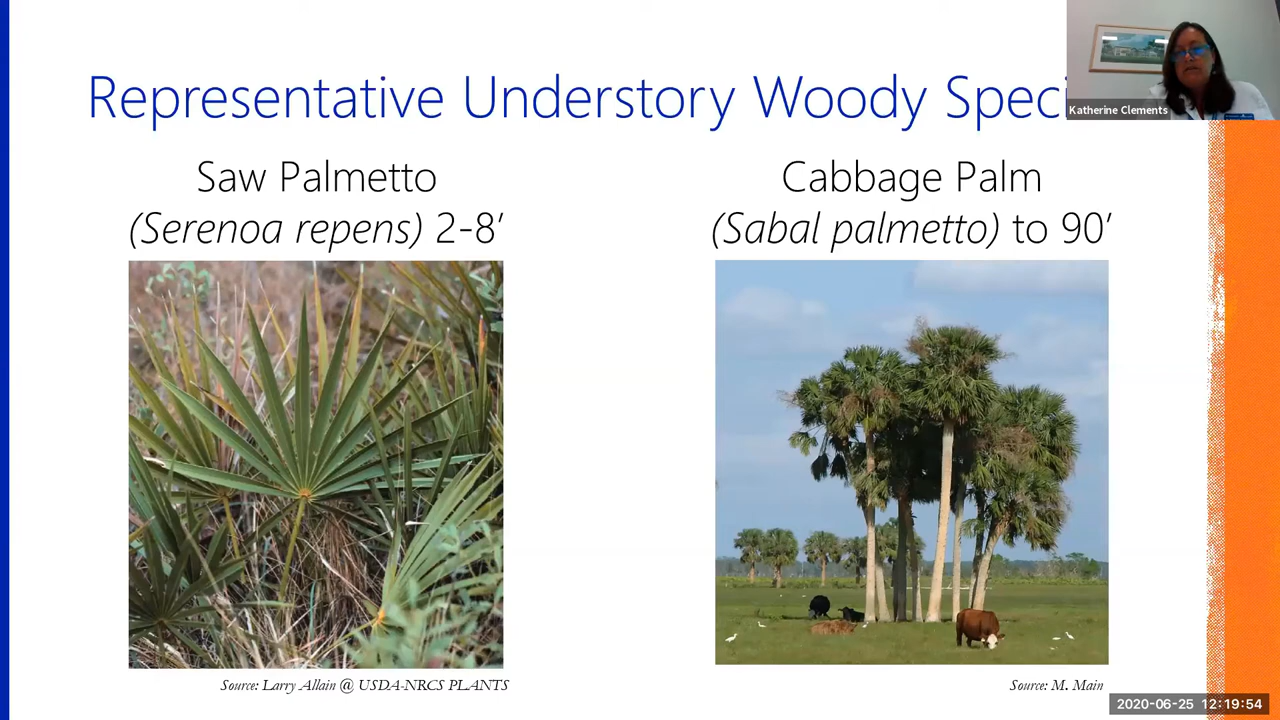 Representative Understory Woody Speci
Katherine Clements
Saw Palmetto
(Serenoa repens) 2-8’
Cabbage Palm
(Sabal palmetto) to 90’
Source: Larry Allain @ USDA-NRCS PLANTS
Source: M. Main
2020-06-25 12:19:54